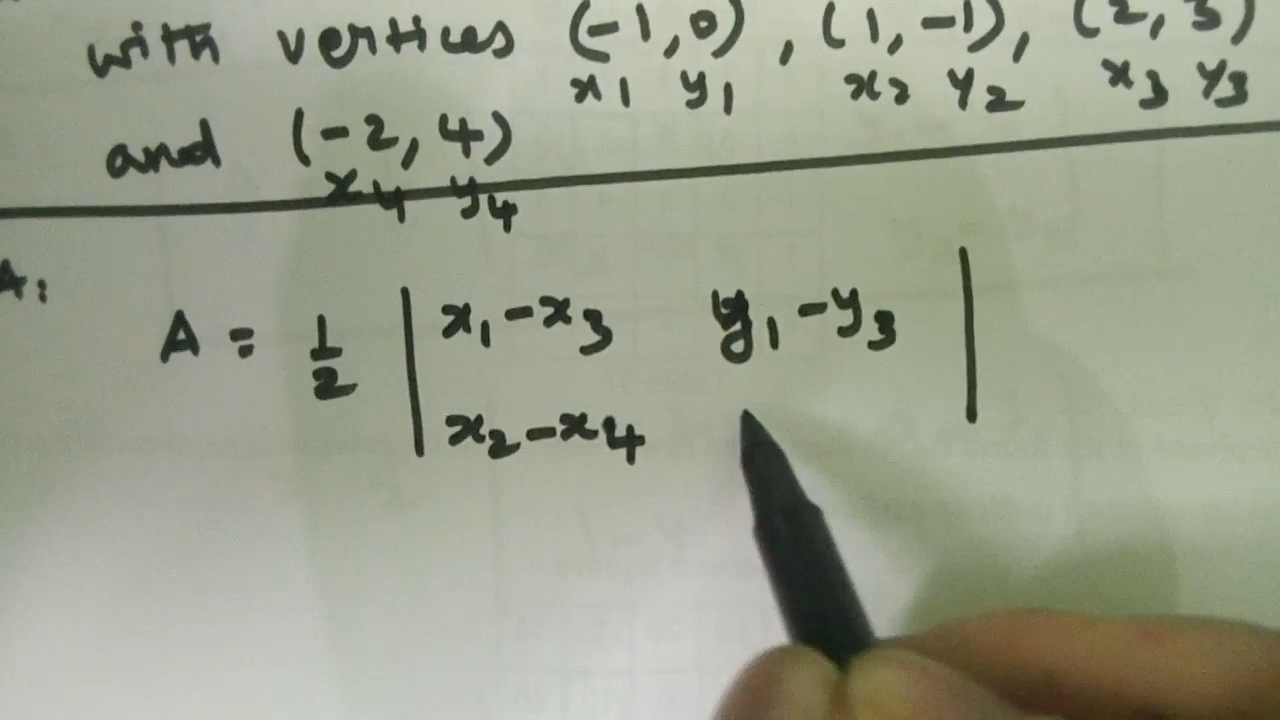 with vertices (-1,0), (1,-1), (2,3)
x1 y1 x2 y2 x3 y3
and (-2,4)
x4 y4
A:
A = 1/2 | x1-x3 y1-y3 |
| x2-x4 |